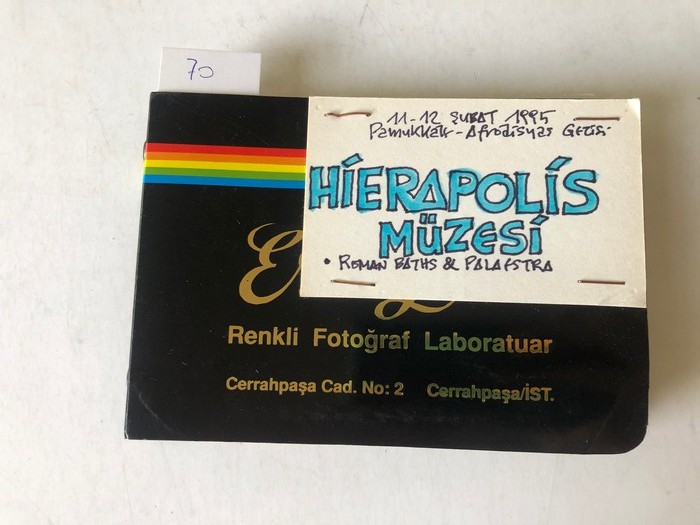 70
11-12 ŞUBAT 1995
Pamukkale - Afrodisyas Gezisi
HİERAPOLİS
MÜZESİ
• ROMAN BATHS & PALAESTRA
Renkli Fotoğraf Laboratuar
Cerrahpaşa Cad. No: 2 Cerrahpaşa/İST.